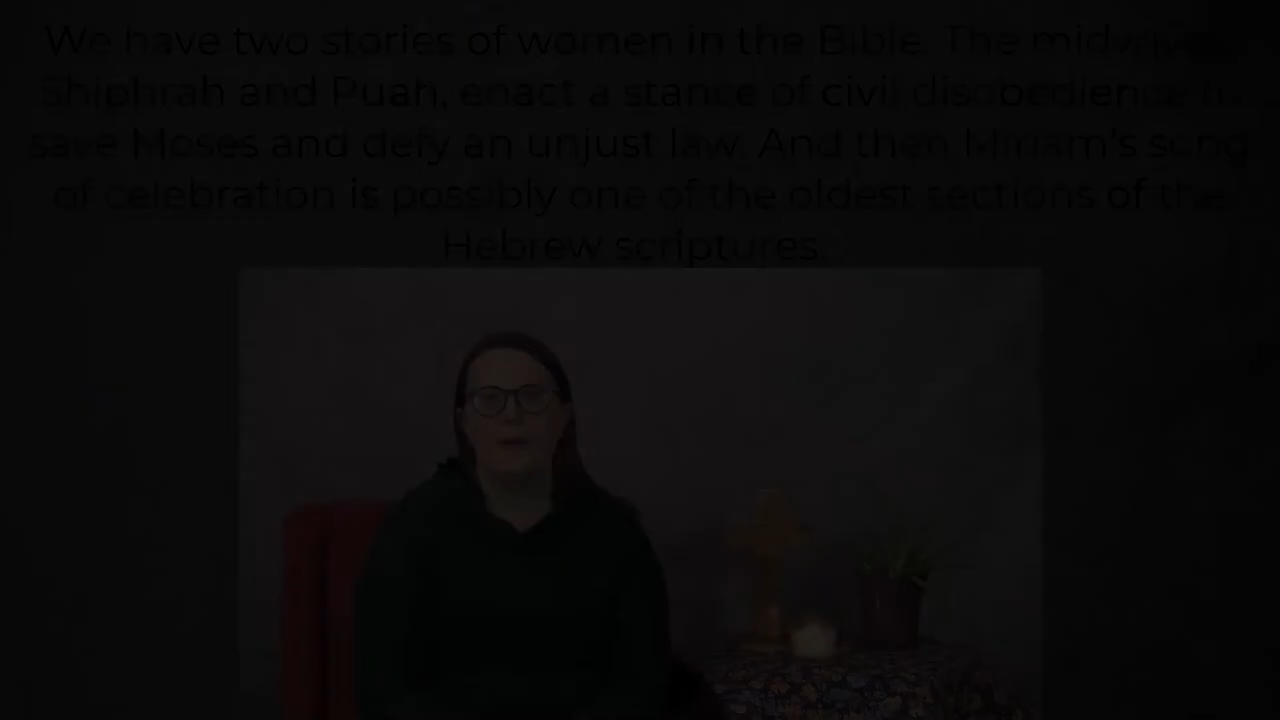 We have two stories of women in the Bible. The midwives,
Shiphrah and Puah, enact a stance of civil disobedience to
save Moses and defy an unjust law. And then Miriam's song
of celebration is possibly one of the oldest sections of the
Hebrew scriptures.